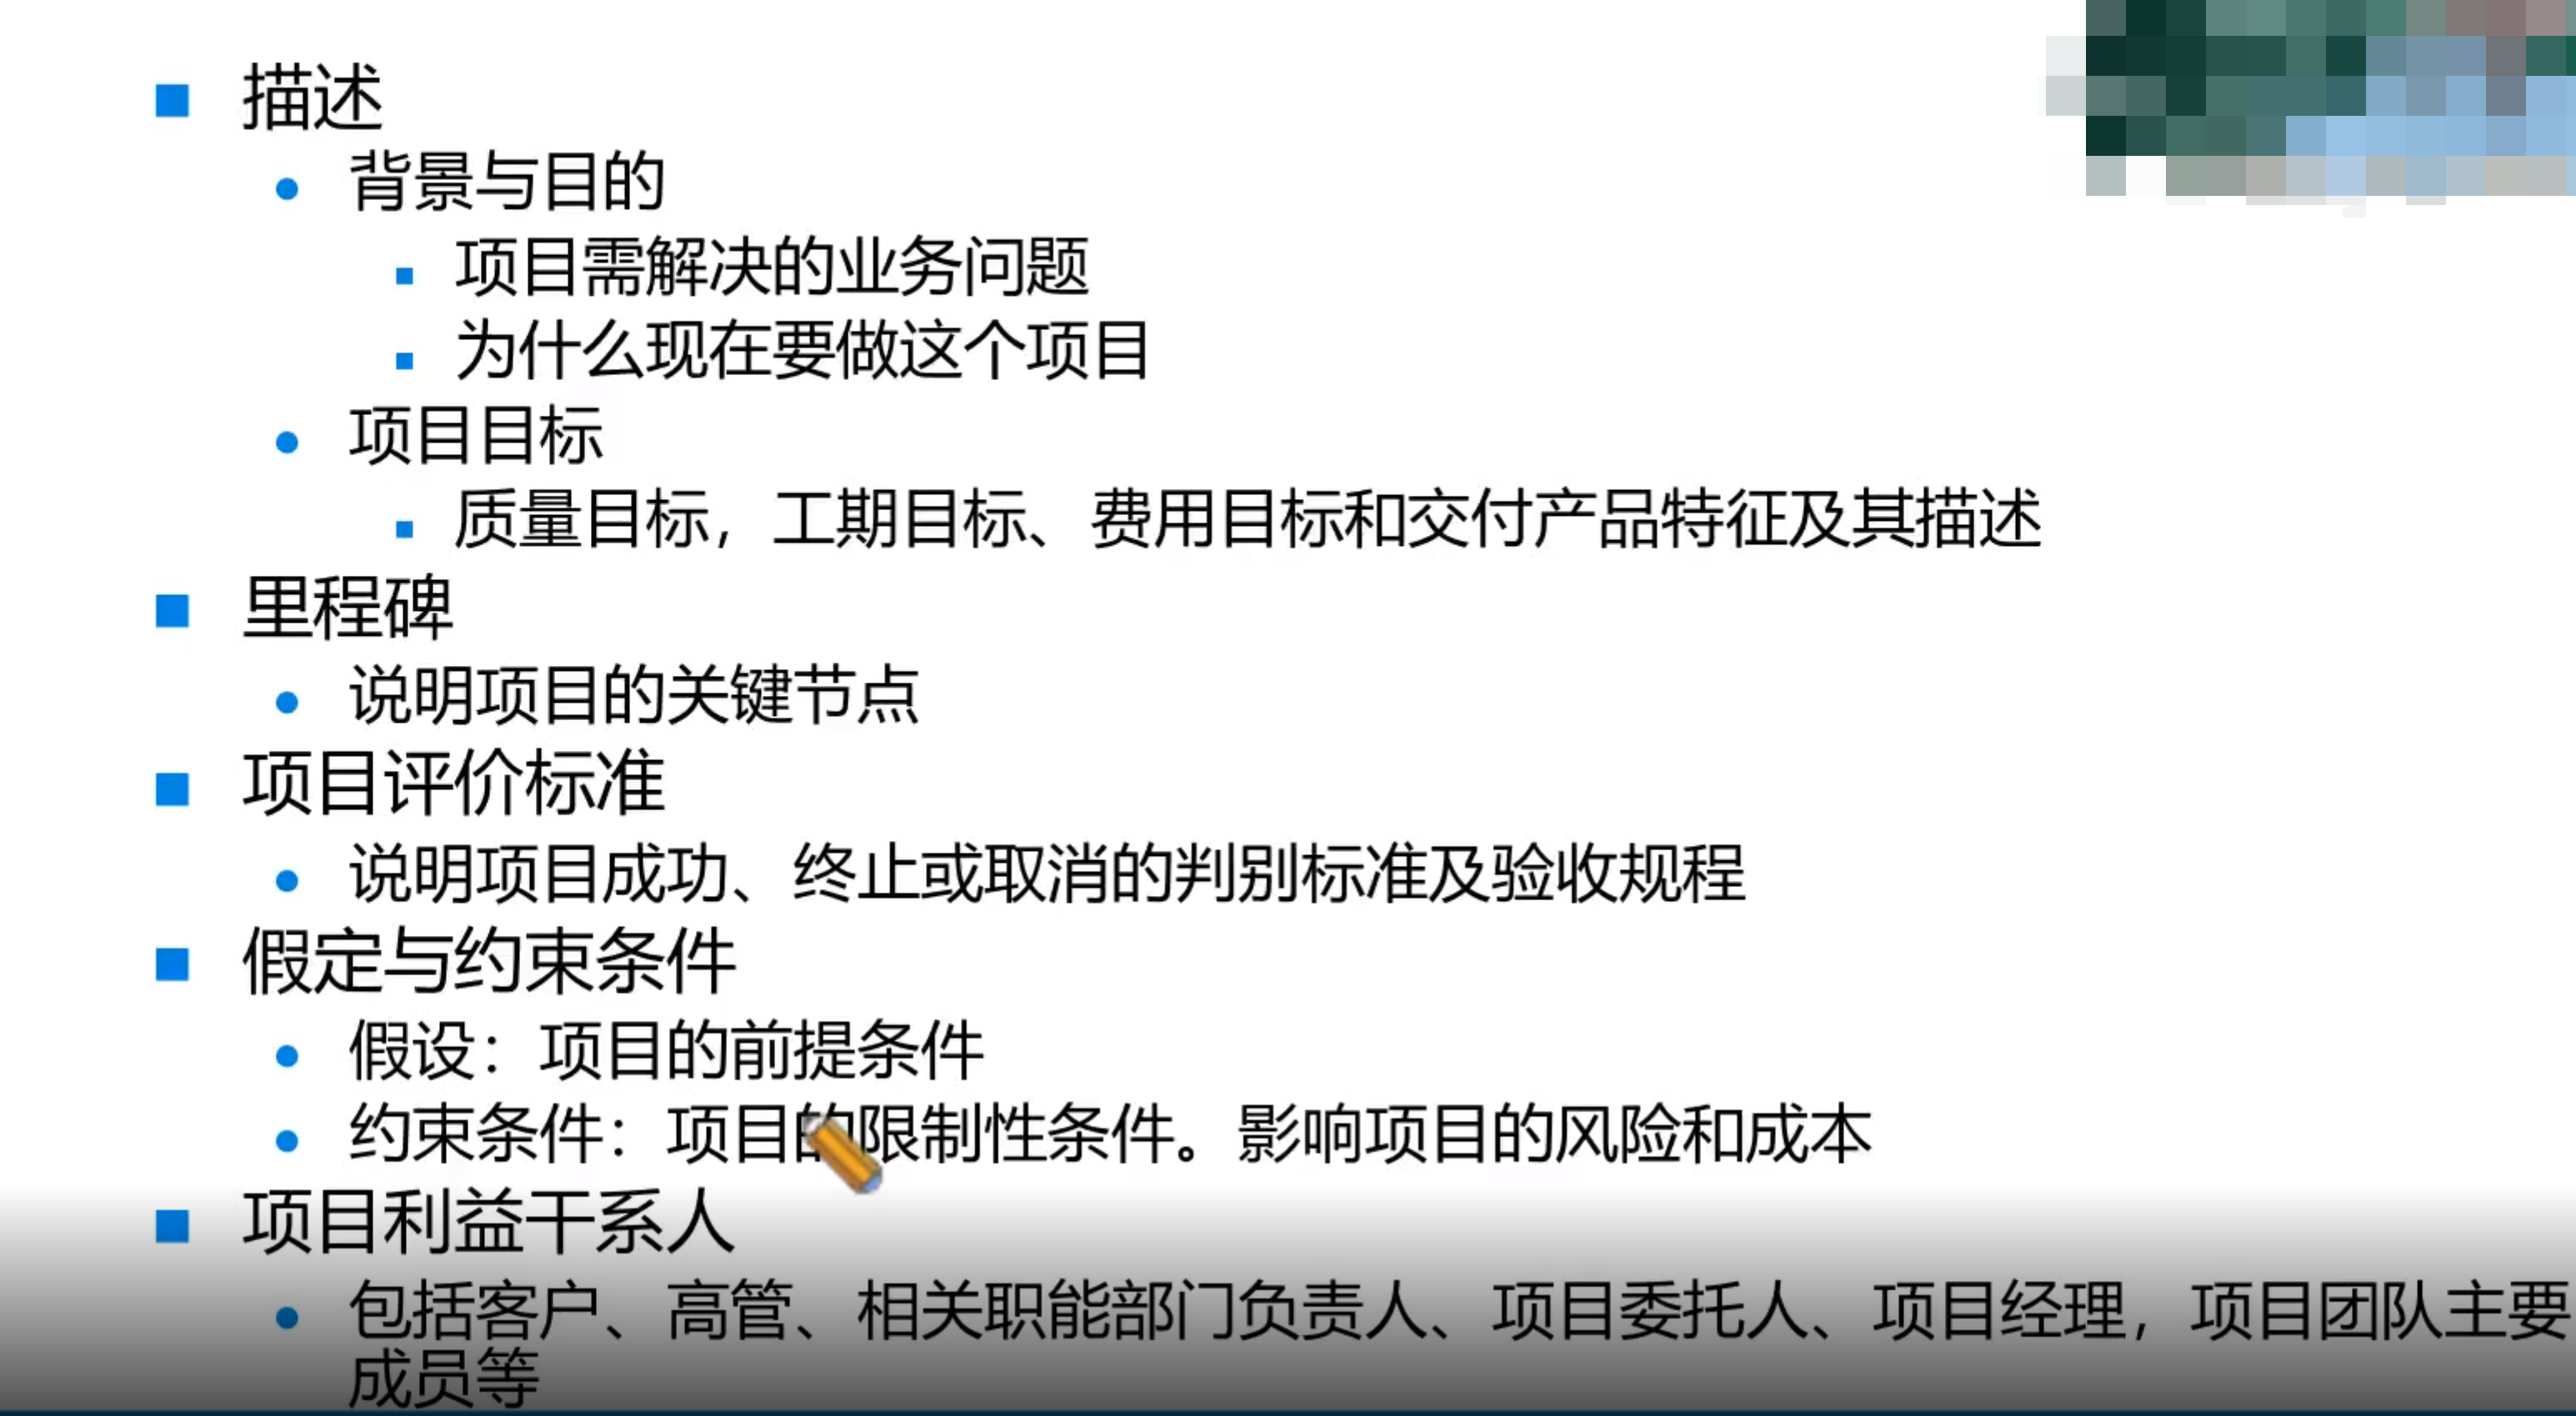 描述
背景与目的
项目需解决的业务问题
为什么现在要做这个项目
项目目标
质量目标，工期目标、费用目标和交付产品特征及其描述
里程碑
说明项目的关键节点
项目评价标准
说明项目成功、终止或取消的判别标准及验收规程
假定与约束条件
假设：项目的前提条件
约束条件：项目的限制性条件。影响项目的风险和成本
项目利益干系人
包括客户、高管、相关职能部门负责人、项目委托人、项目经理，项目团队主要
成员等